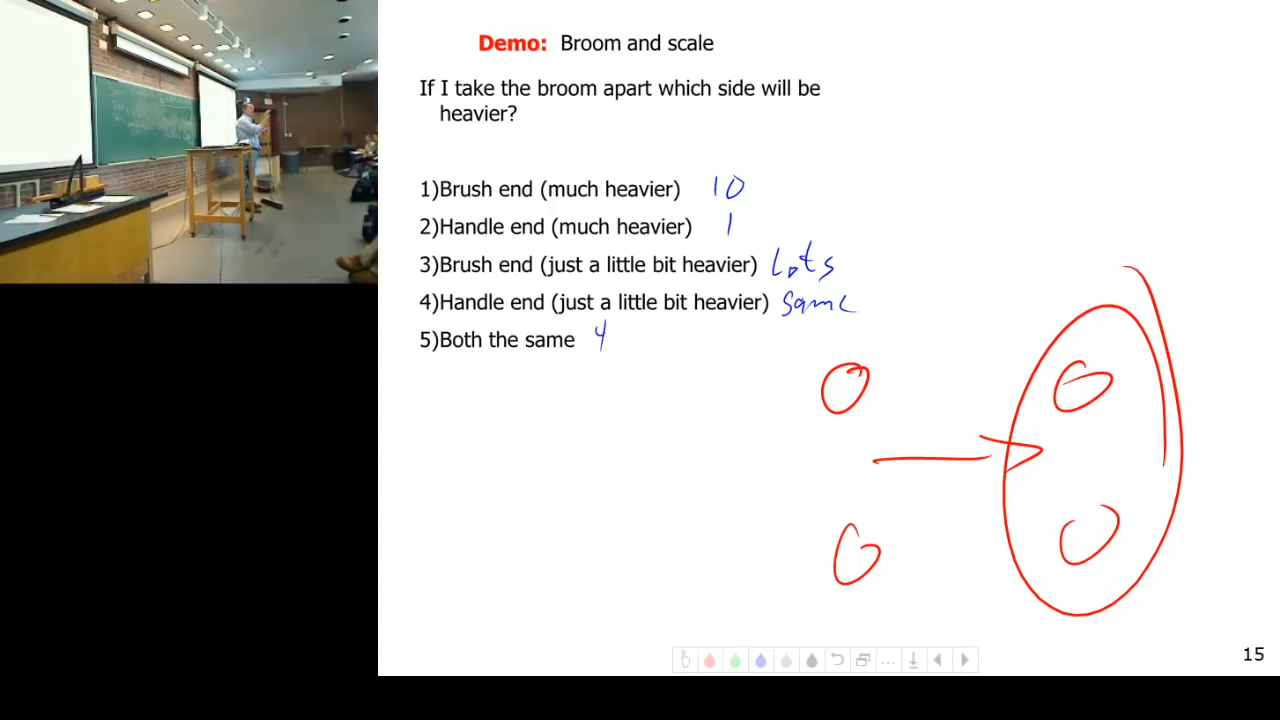 Demo: Broom and scale
If I take the broom apart which side will be
heavier?
1)Brush end (much heavier) 10
2)Handle end (much heavier) 1
3)Brush end (just a little bit heavier) Lots
4)Handle end (just a little bit heavier) same
5)Both the same 4
15